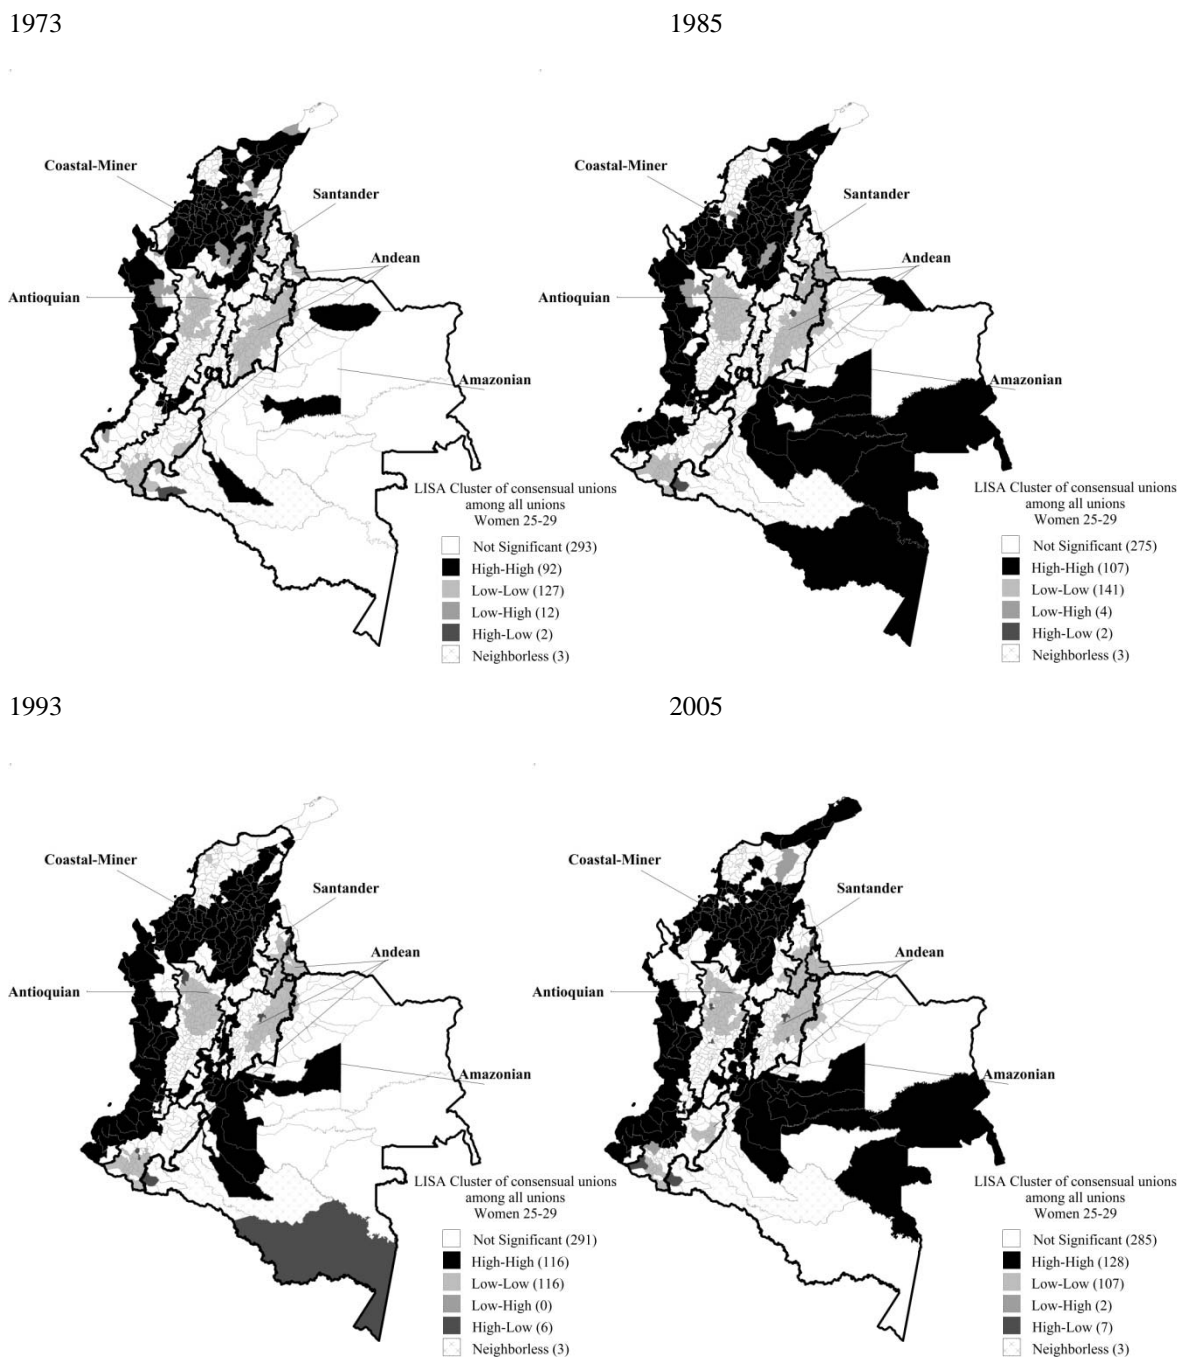 1973
Coastal-Miner
Santander
Andean
Antioquian
Amazonian
LISA Cluster of consensual unions
among all unions
Women 25-29
Not Significant (293)
High-High (92)
Low-Low (127)
Low-High (12)
High-Low (2)
Neighborless (3)
1985
Coastal-Miner
Santander
Andean
Antioquian
Amazonian
LISA Cluster of consensual unions
among all unions
Women 25-29
Not Significant (275)
High-High (107)
Low-Low (141)
Low-High (4)
High-Low (2)
Neighborless (3)
1993
Coastal-Miner
Santander
Andean
Antioquian
Amazonian
LISA Cluster of consensual unions
among all unions
Women 25-29
Not Significant (291)
High-High (116)
Low-Low (116)
Low-High (0)
High-Low (6)
Neighborless (3)
2005
Coastal-Miner
Santander
Andean
Antioquian
Amazonian
LISA Cluster of consensual unions
among all unions
Women 25-29
Not Significant (285)
High-High (128)
Low-Low (107)
Low-High (2)
High-Low (7)
Neighborless (3)